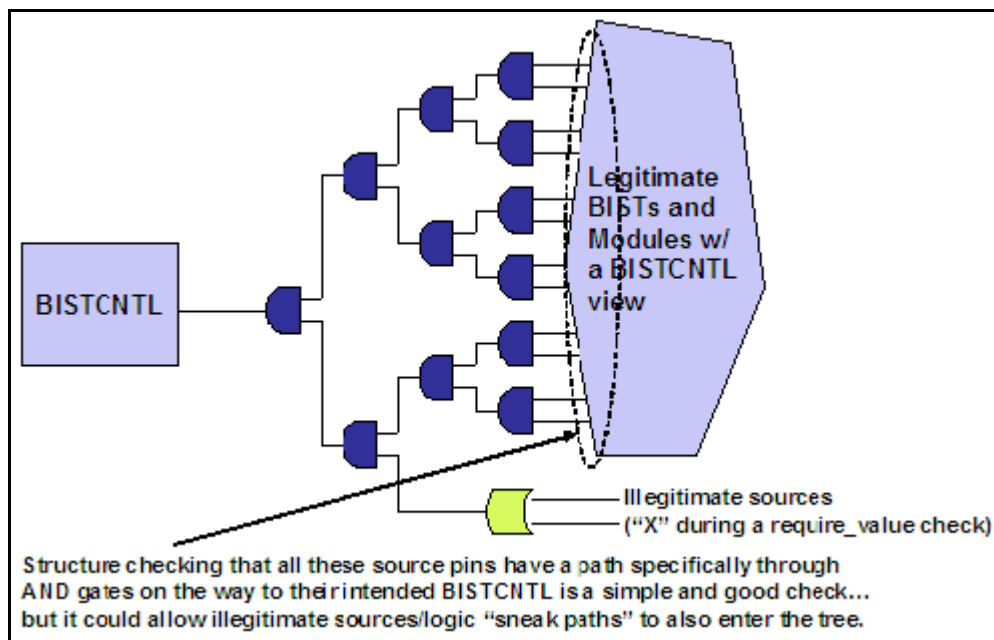 Legitimate
BISTs and
Modules w/
a BISTCNTL
view
BISTCNTL
Illegitimate sources
("X" during a require_value check)
Structure checking that all these source pins have a path specifically through
AND gates on the way to their intended BISTCNTL is a simple and good check...
but it could allow illegitimate sources/logic "sneak paths" to also enter the tree.